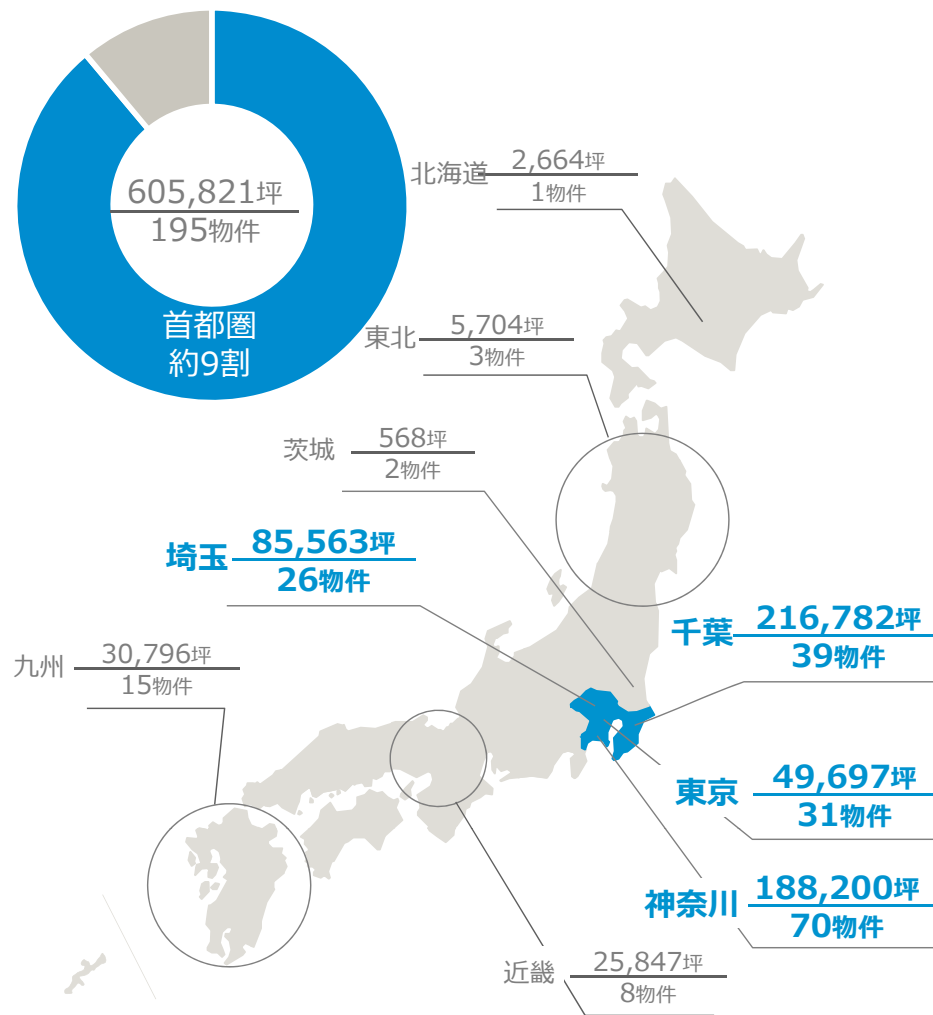 605,821坪
195物件
首都圏
約9割
北海道
2,664坪
1物件
東北
5,704坪
3物件
茨城
568坪
2物件
埼玉
85,563坪
26物件
千葉
216,782坪
39物件
九州
30,796坪
15物件
東京
49,697坪
31物件
神奈川
188,200坪
70物件
近畿
25,847坪
8物件